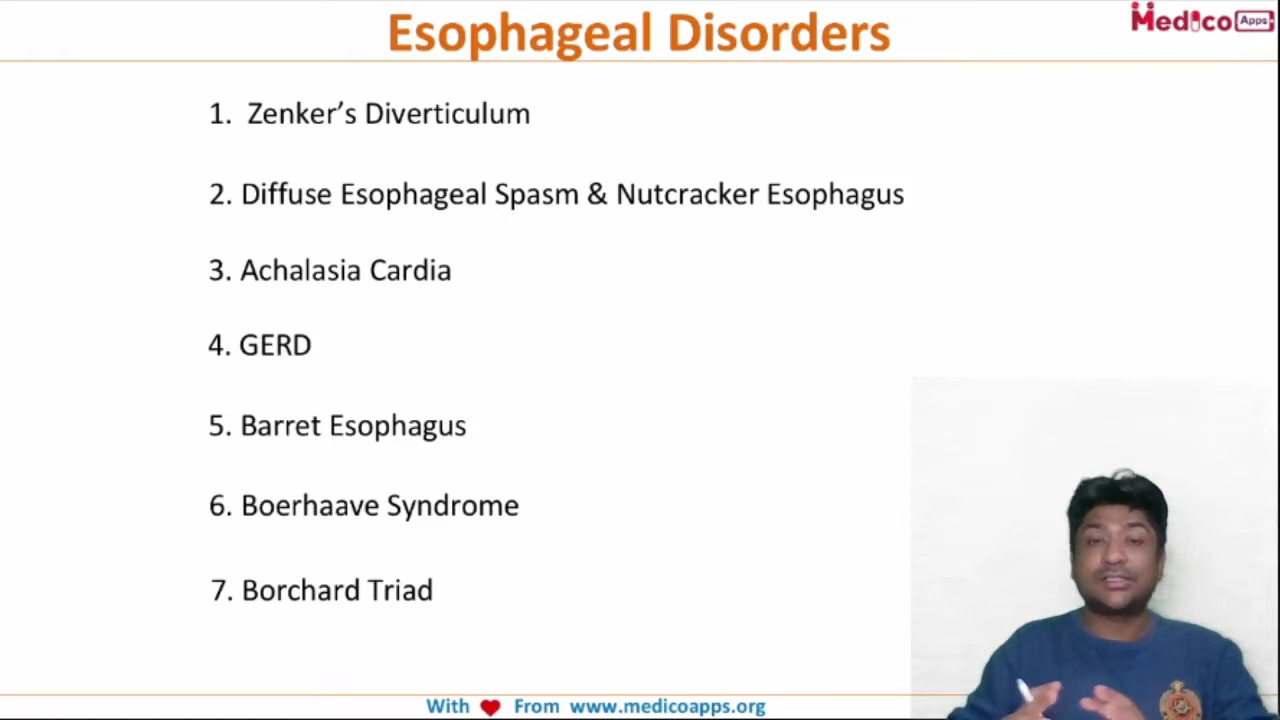 Esophageal Disorders
Medico Apps
1. Zenker's Diverticulum
2. Diffuse Esophageal Spasm & Nutcracker Esophagus
3. Achalasia Cardia
4. GERD
5. Barret Esophagus
6. Boerhaave Syndrome
7. Borchard Triad
With From www.medicoapps.org